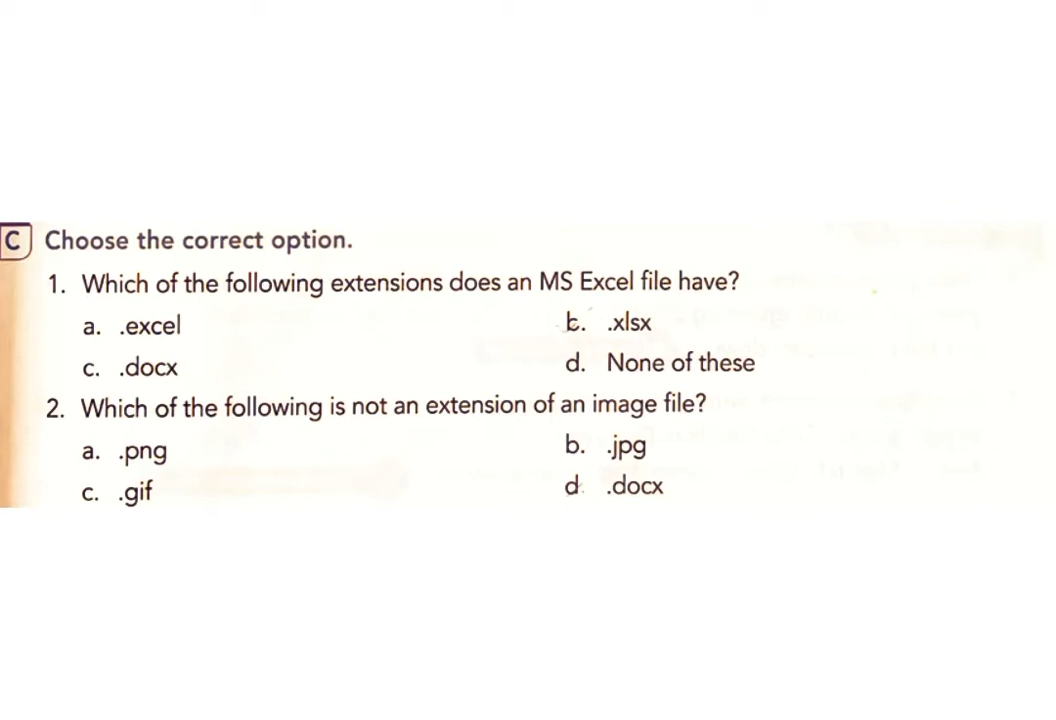 C Choose the correct option.
1. Which of the following extensions does an MS Excel file have?
a. .excel b. .xlsx
c. .docx d. None of these
2. Which of the following is not an extension of an image file?
a. .png b. .jpg
c. .gif d. .docx